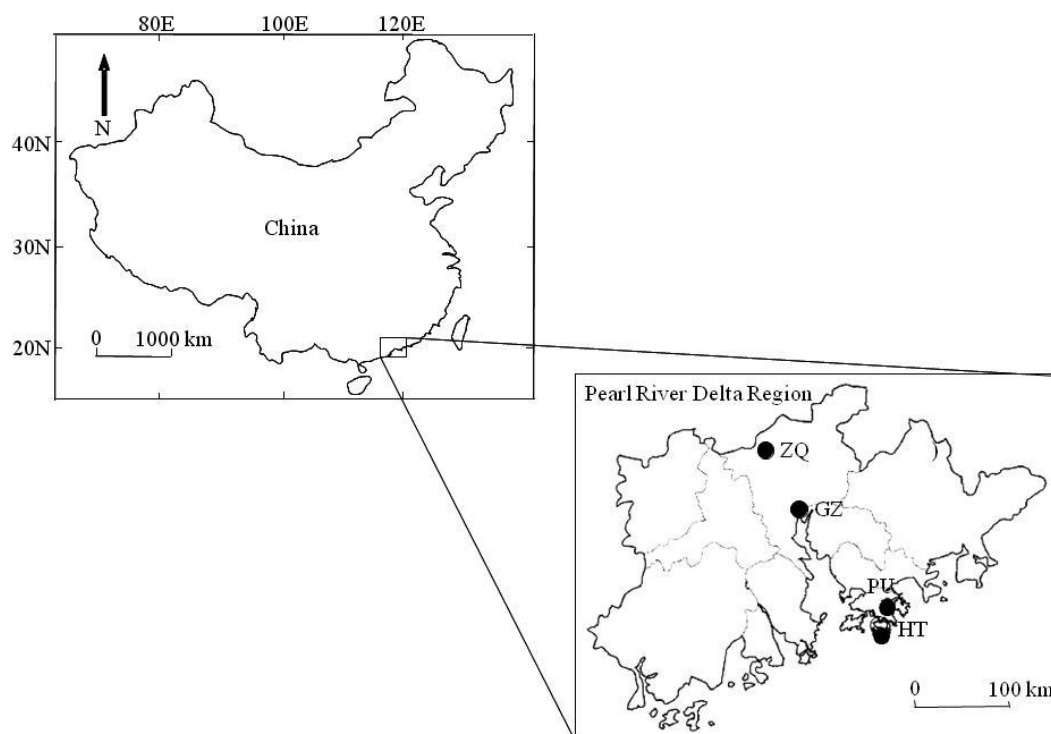 80E 100E 120E
N
40N
China
30N
0 1000 km
20N
Pearl River Delta Region
ZQ
GZ
PU
HT
0 100 km